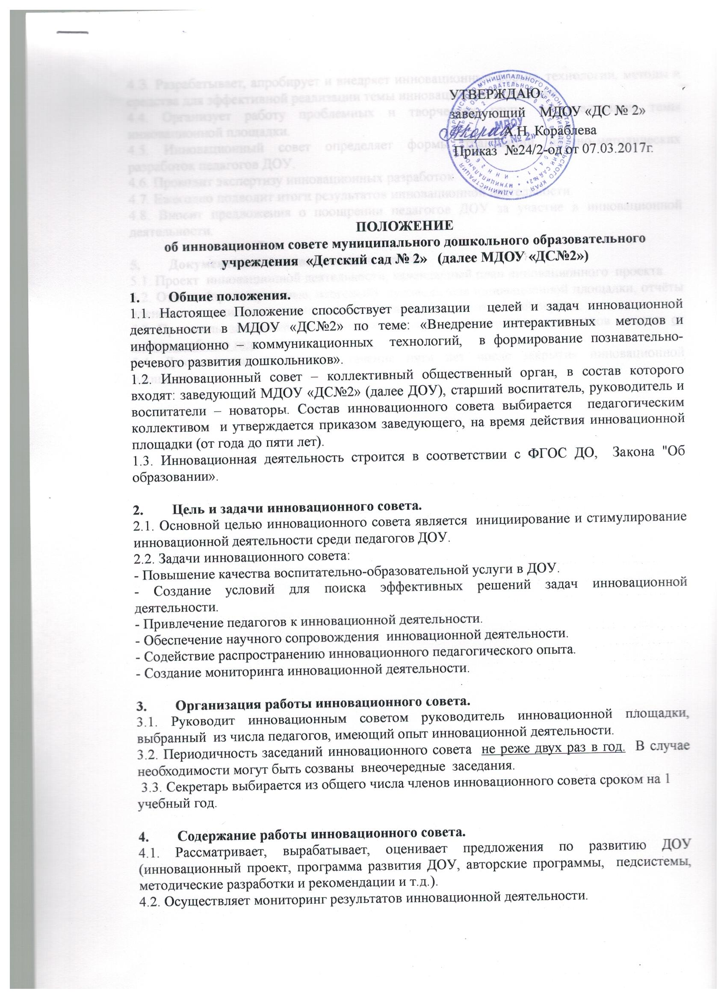 УТВЕРЖДАЮ:
заведующий МДОУ «ДС № 2»
А.Н. Кораблева
Приказ №24/2-од от 07.03.2017г.
МДОУ
«ДС № 2»
ПОЛОЖЕНИЕ
об инновационном совете муниципального дошкольного образовательного
учреждения «Детский сад № 2» (далее МДОУ «ДС№2»)
1. Общие положения.
1.1. Настоящее Положение способствует реализации целей и задач инновационной
деятельности в МДОУ «ДС№2» по теме: «Внедрение интерактивных методов и
информационно – коммуникационных технологий, в формирование познавательно-
речевого развития дошкольников».
1.2. Инновационный совет – коллективный общественный орган, в состав которого
входят: заведующий МДОУ «ДС№2» (далее ДОУ), старший воспитатель, руководитель и
воспитатели – новаторы. Состав инновационного совета выбирается педагогическим
коллективом и утверждается приказом заведующего, на время действия инновационной
площадки (от года до пяти лет).
1.3. Инновационная деятельность строится в соответствии с ФГОС ДО, Закона "Об
образовании».
2. Цель и задачи инновационного совета.
2.1. Основной целью инновационного совета является инициирование и стимулирование
инновационной деятельности среди педагогов ДОУ.
2.2. Задачи инновационного совета:
- Повышение качества воспитательно-образовательной услуги в ДОУ.
- Создание условий для поиска эффективных решений задач инновационной
деятельности.
- Привлечение педагогов к инновационной деятельности.
- Обеспечение научного сопровождения инновационной деятельности.
- Содействие распространению инновационного педагогического опыта.
- Создание мониторинга инновационной деятельности.
3. Организация работы инновационного совета.
3.1. Руководит инновационным советом руководитель инновационной площадки,
выбранный из числа педагогов, имеющий опыт инновационной деятельности.
3.2. Периодичность заседаний инновационного совета не реже двух раз в год. В случае
необходимости могут быть созваны внеочередные заседания.
3.3. Секретарь выбирается из общего числа членов инновационного совета сроком на 1
учебный год.
4. Содержание работы инновационного совета.
4.1. Рассматривает, вырабатывает, оценивает предложения по развитию ДОУ
(инновационный проект, программа развития ДОУ, авторские программы, педсистемы,
методические разработки и рекомендации и т.д.).
4.2. Осуществляет мониторинг результатов инновационной деятельности.